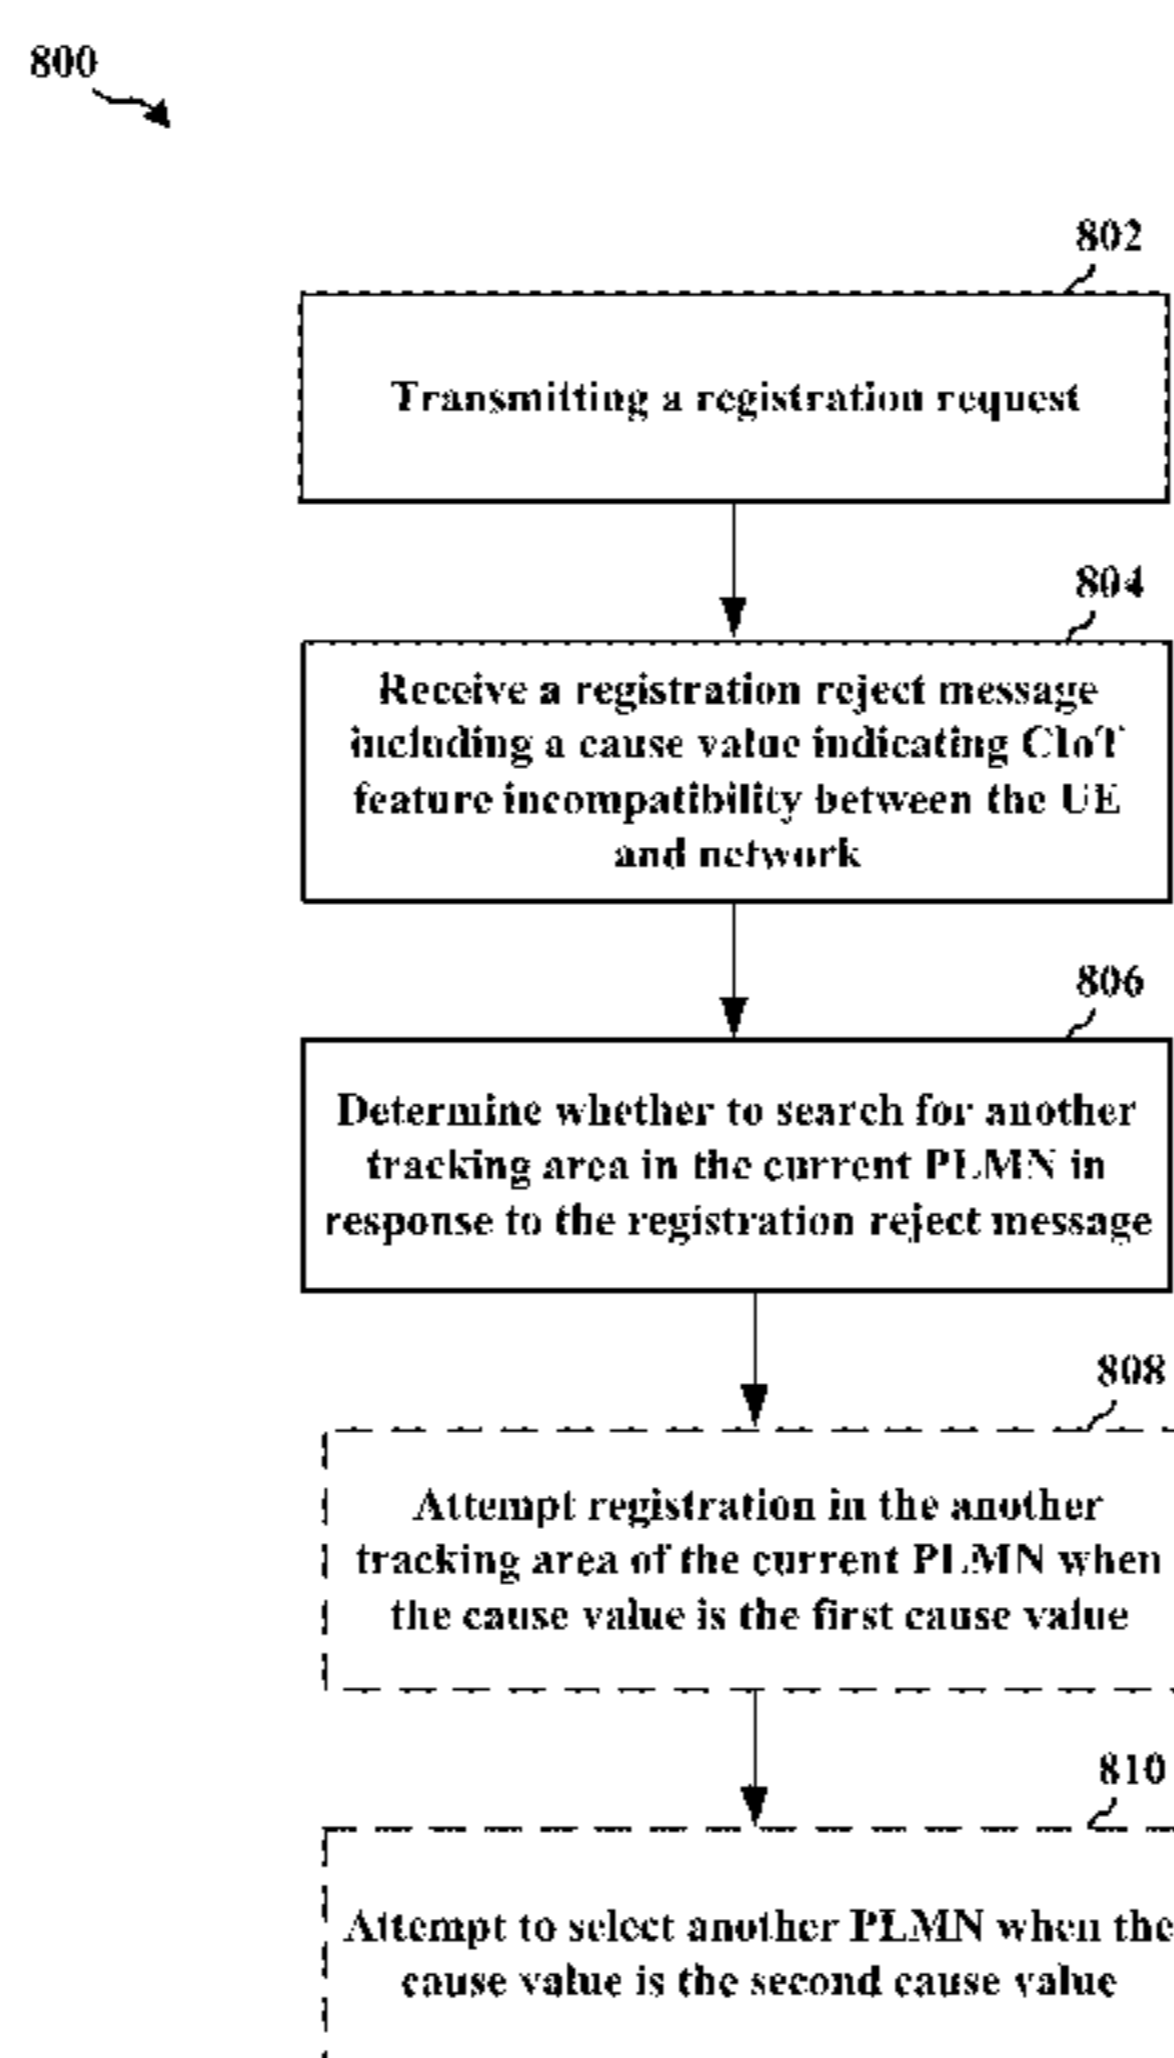 800
802
Transmitting a registration request
804
Receive a registration reject message
including a cause value indicating CIoT
feature incompatibility between the UE
and network
806
Determine whether to search for another
tracking area in the current PLMN in
response to the registration reject message
808
Attempt registration in the another
tracking area of the current PLMN when
the cause value is the first cause value
810
Attempt to select another PLMN when the
cause value is the second cause value